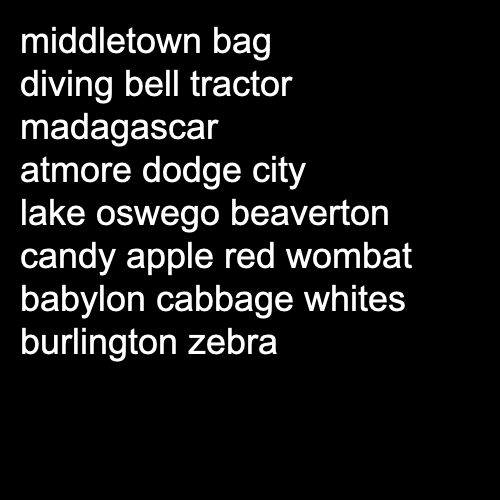 middletown bag
diving bell tractor
madagascar
atmore dodge city
lake oswego beaverton
candy apple red wombat
babylon cabbage whites
burlington zebra